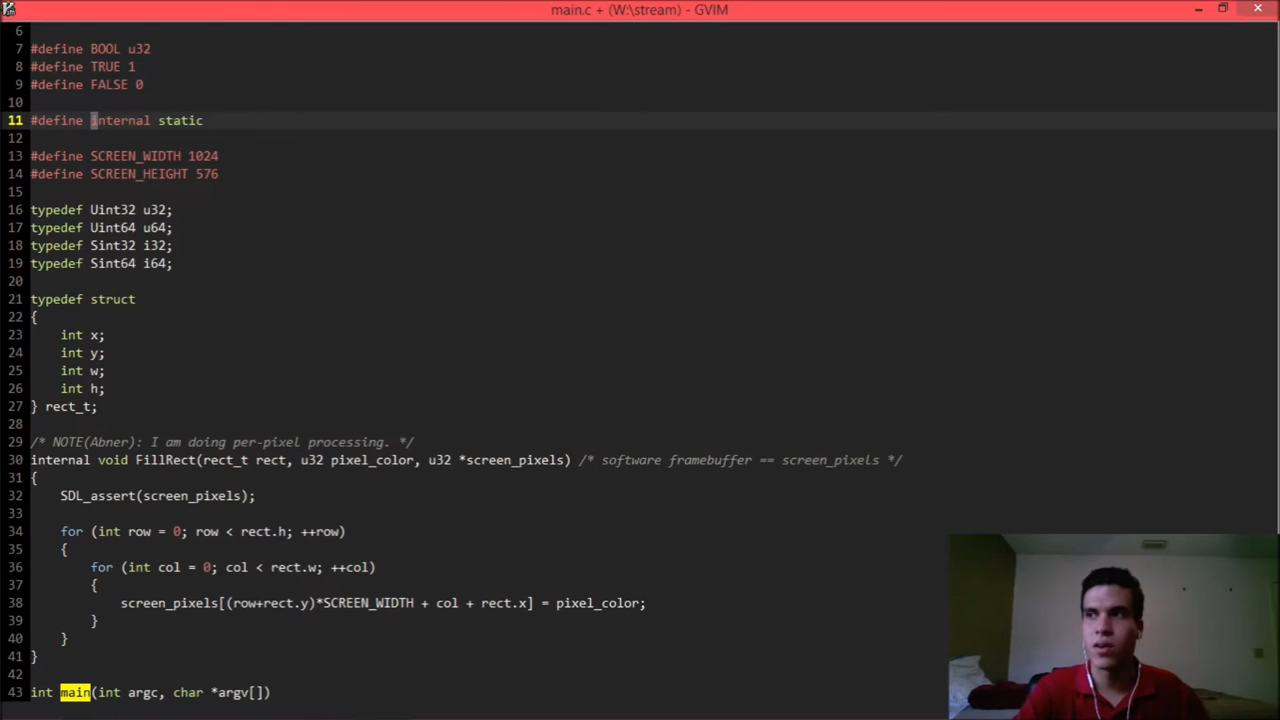 main.c + (W:\stream) - GVIM
6
7 #define BOOL u32
8 #define TRUE 1
9 #define FALSE 0
10
11 #define internal static
12
13 #define SCREEN_WIDTH 1024
14 #define SCREEN_HEIGHT 576
15
16 typedef Uint32 u32;
17 typedef Uint64 u64;
18 typedef Sint32 i32;
19 typedef Sint64 i64;
20
21 typedef struct
22 {
23     int x;
24     int y;
25     int w;
26     int h;
27 } rect_t;
28
29 /* NOTE(Abner): I am doing per-pixel processing. */
30 internal void FillRect(rect_t rect, u32 pixel_color, u32 *screen_pixels) /* software framebuffer == screen_pixels */
31 {
32     SDL_assert(screen_pixels);
33
34     for (int row = 0; row < rect.h; ++row)
35     {
36         for (int col = 0; col < rect.w; ++col)
37         {
38             screen_pixels[(row+rect.y)*SCREEN_WIDTH + col + rect.x] = pixel_color;
39         }
40     }
41 }
42
43 int main(int argc, char *argv[])